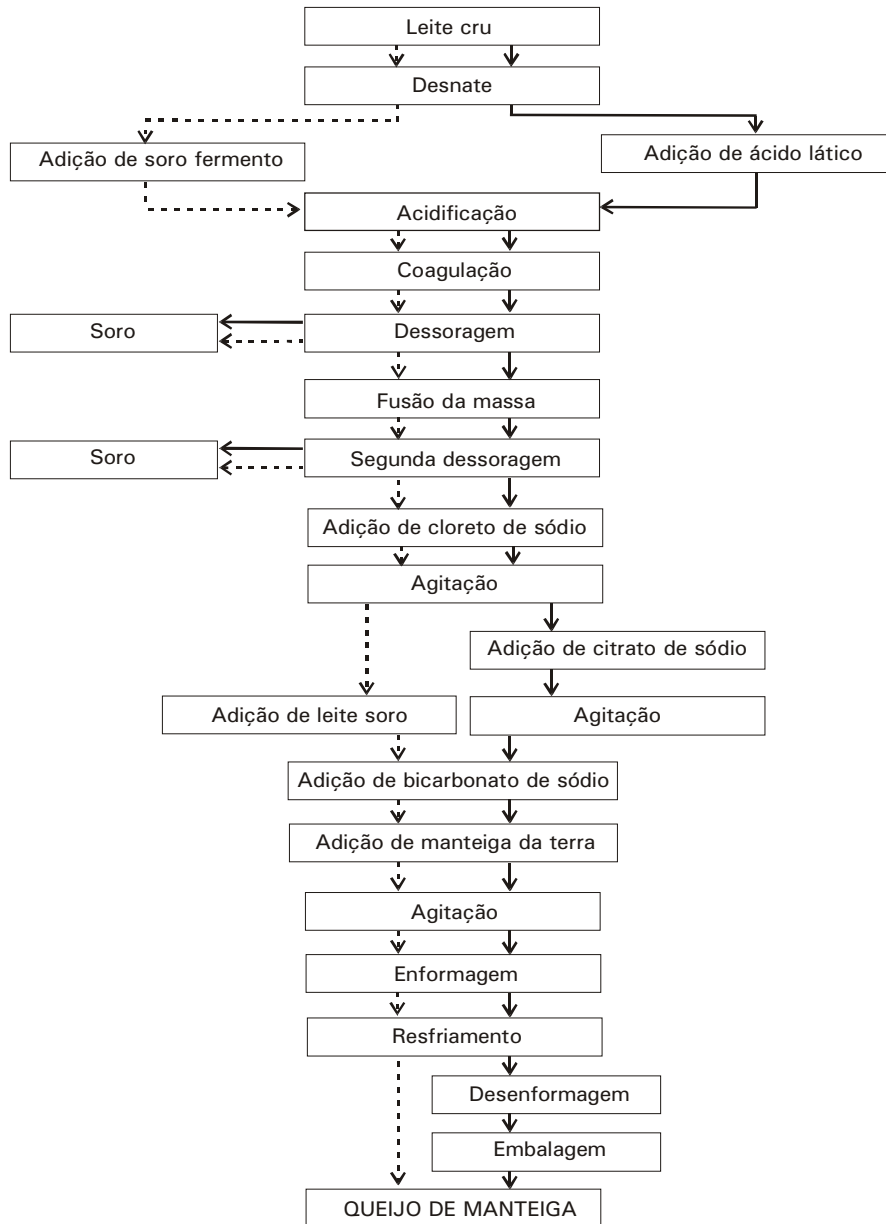 Leite cru
Desnate
Adição de soro fermento
Adição de ácido lático
Acidificação
Coagulação
Soro
Dessoragem
Fusão da massa
Soro
Segunda dessoragem
Adição de cloreto de sódio
Agitação
Adição de citrato de sódio
Adição de leite soro
Agitação
Adição de bicarbonato de sódio
Adição de manteiga da terra
Agitação
Enformagem
Resfriamento
Desenformagem
Embalagem
QUEIJO DE MANTEIGA